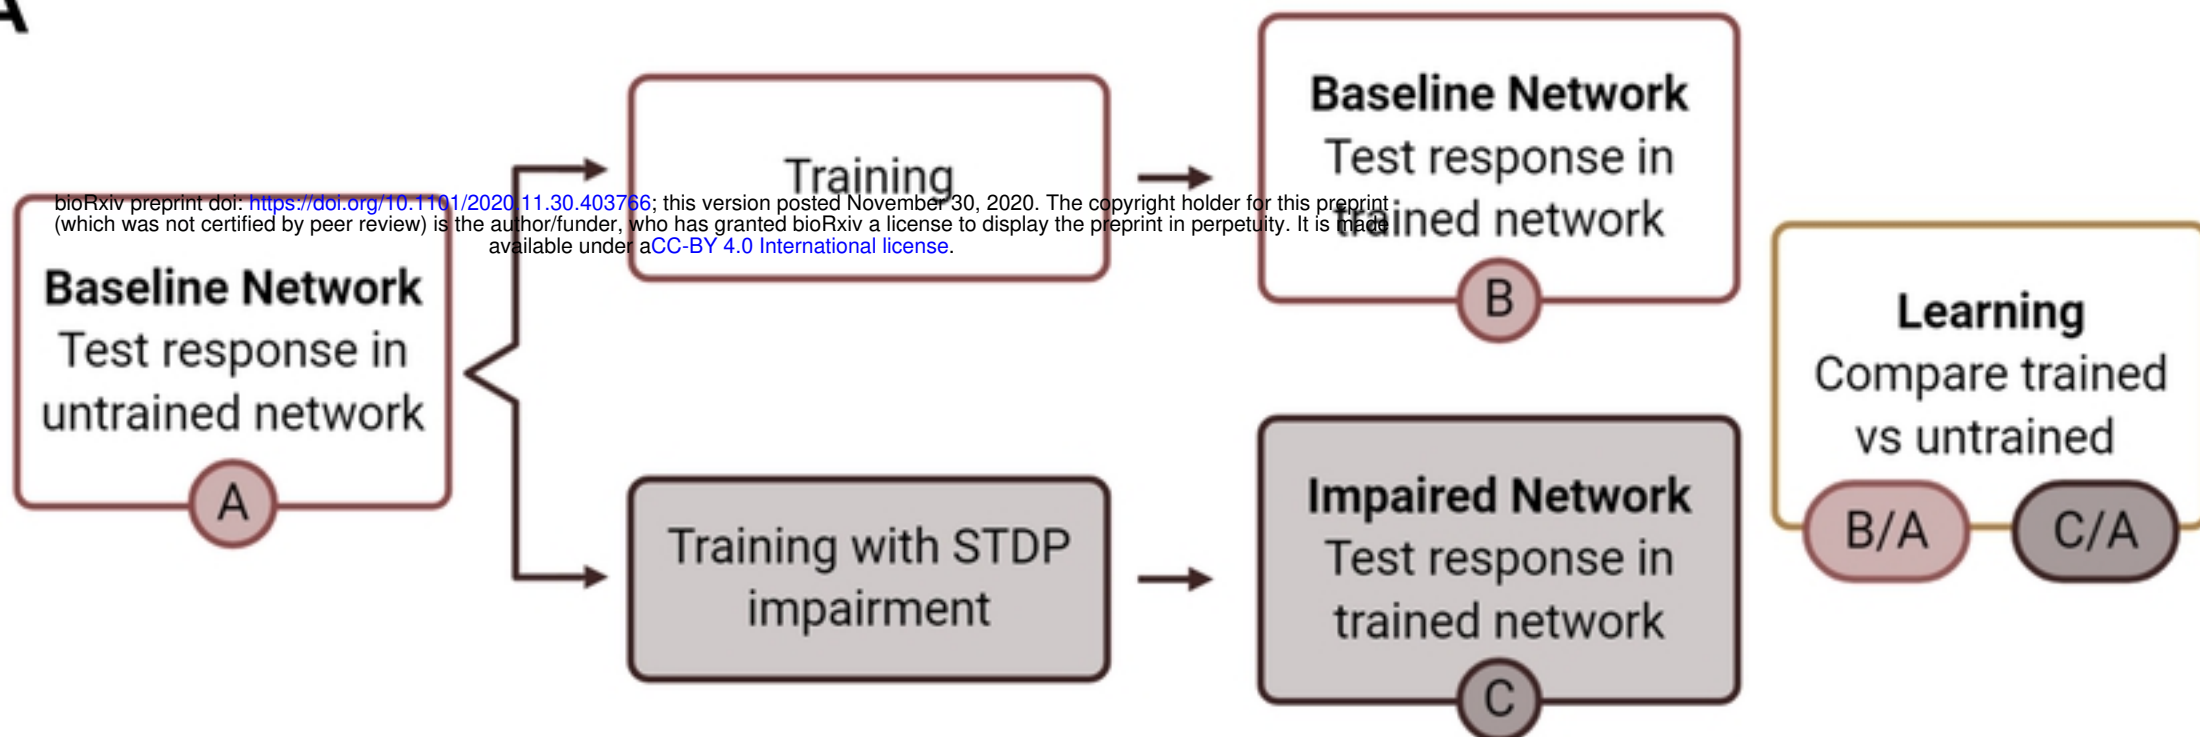 A
Baseline Network
Test response in
untrained network
A
Training
Training with STDP
impairment
Baseline Network
Test response in
trained network
B
Impaired Network
Test response in
trained network
C
Learning
Compare trained
vs untrained
B/A
C/A
bioRxiv preprint doi: https://doi.org/10.1101/2020.11.30.403766; this version posted November 30, 2020. The copyright holder for this preprint
(which was not certified by peer review) is the author/funder, who has granted bioRxiv a license to display the preprint in perpetuity. It is made
available under aCC-BY 4.0 International license.